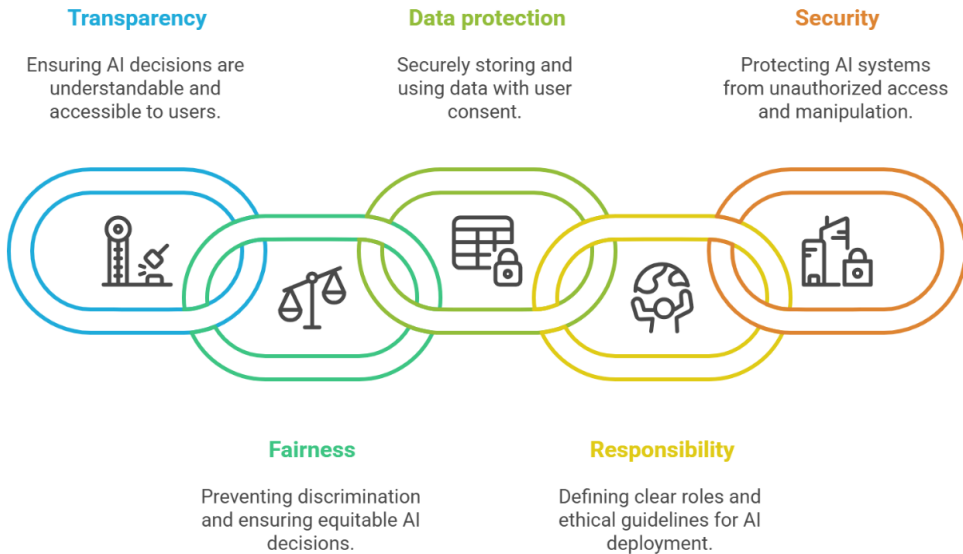 Transparency
Ensuring AI decisions are
understandable and
accessible to users.
Data protection
Securely storing and
using data with user
consent.
Security
Protecting AI systems
from unauthorized access
and manipulation.
Fairness
Preventing discrimination
and ensuring equitable AI
decisions.
Responsibility
Defining clear roles and
ethical guidelines for AI
deployment.